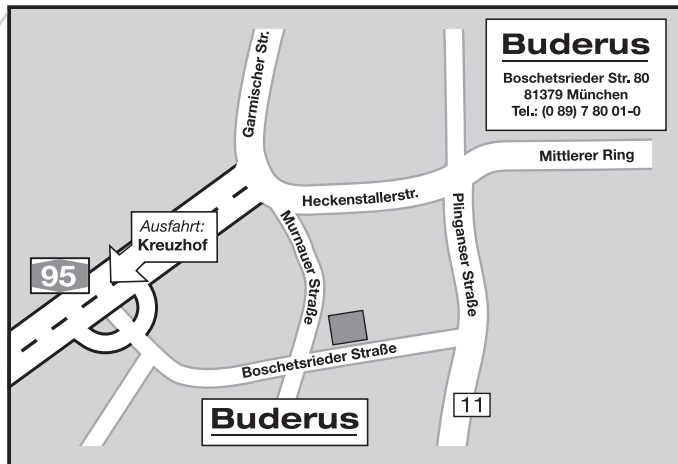 Garmischer Str.
Buderus
Boschetsrieder Str. 80
81379 München
Tel.: (0 89) 7 80 01-0
Mittlerer Ring
Heckenstallerstr.
Ausfahrt:
Kreuzhof
Murnauer Straße
Plinganser Straße
95
Boschetsrieder Straße
11
Buderus